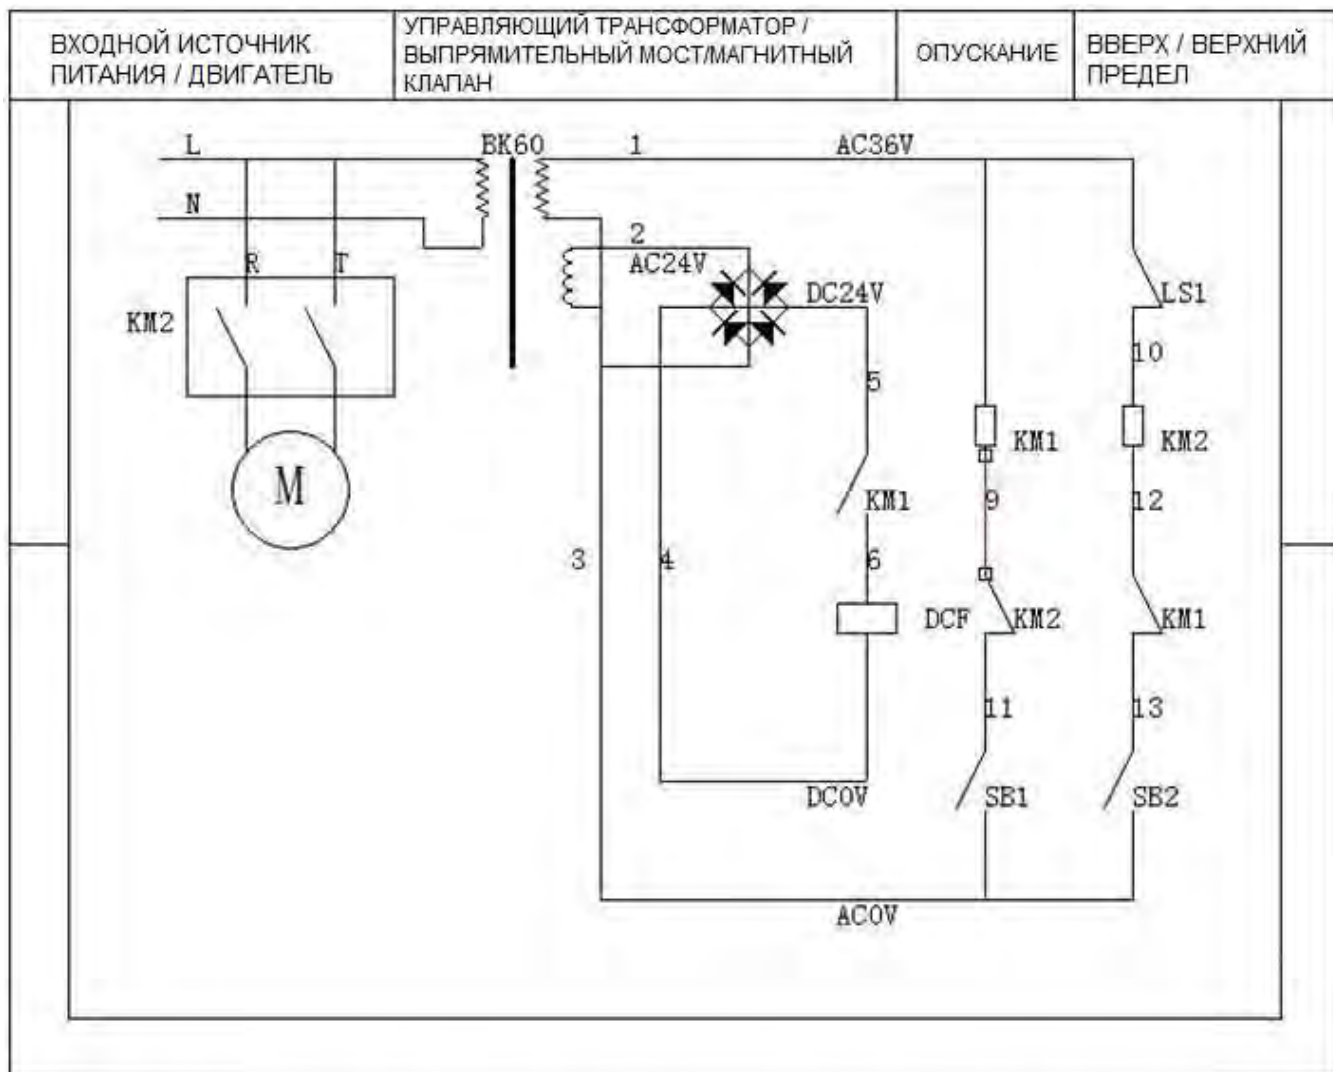 ВХОДНОЙ ИСТОЧНИК
ПИТАНИЯ / ДВИГАТЕЛЬ
УПРАВЛЯЮЩИЙ ТРАНСФОРМАТОР /
ВЫПРЯМИТЕЛЬНЫЙ МОСТ/МАГНИТНЫЙ
КЛАПАН
ОПУСКАНИЕ
ВВЕРХ / ВЕРХНИЙ
ПРЕДЕЛ
L
BK60
1
AC36V
N
2
AC24V
R
T
DC24V
LS1
KM2
10
5
KM1
KM2
M
KM1
9
12
3
4
6
DCF
KM2
KM1
11
13
DC0V
SB1
SB2
AC0V